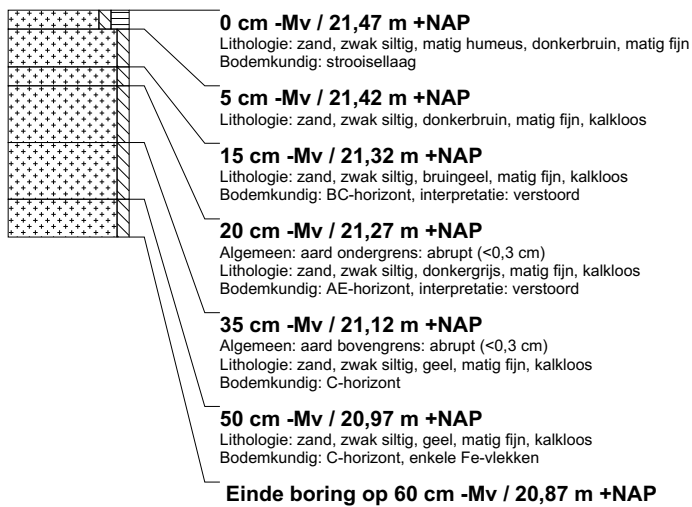 0 cm -Mv / 21,47 m +NAP
Lithologie: zand, zwak siltig, matig humeus, donkerbruin, matig fijn
Bodemkundig: strooisellaag
5 cm -Mv / 21,42 m +NAP
Lithologie: zand, zwak siltig, donkerbruin, matig fijn, kalkloos
15 cm -Mv / 21,32 m +NAP
Lithologie: zand, zwak siltig, bruingeel, matig fijn, kalkloos
Bodemkundig: BC-horizont, interpretatie: verstoord
20 cm -Mv / 21,27 m +NAP
Algemeen: aard ondergrens: abrupt (<0,3 cm)
Lithologie: zand, zwak siltig, donkergrijs, matig fijn, kalkloos
Bodemkundig: AE-horizont, interpretatie: verstoord
35 cm -Mv / 21,12 m +NAP
Algemeen: aard bovengrens: abrupt (<0,3 cm)
Lithologie: zand, zwak siltig, geel, matig fijn, kalkloos
Bodemkundig: C-horizont
50 cm -Mv / 20,97 m +NAP
Lithologie: zand, zwak siltig, geel, matig fijn, kalkloos
Bodemkundig: C-horizont, enkele Fe-vlekken
Einde boring op 60 cm -Mv / 20,87 m +NAP